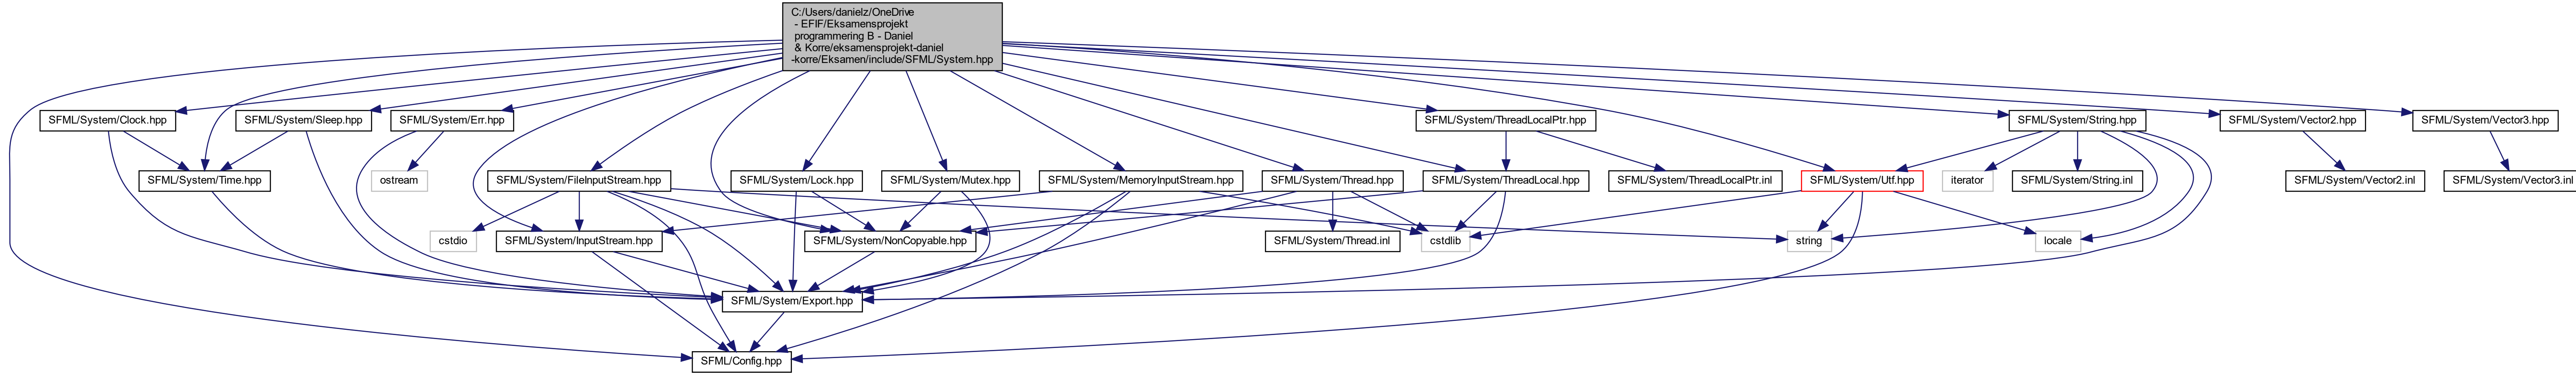 C:/Users/danielz/OneDrive
- EFIF/Eksamensprojekt
programmering B - Daniel
& Korre/eksamensprojekt-daniel
-korre/Eksamen/include/SFML/System.hpp
SFML/System/Clock.hpp
SFML/System/Sleep.hpp
SFML/System/Err.hpp
SFML/System/ThreadLocalPtr.hpp
SFML/System/String.hpp
SFML/System/Vector2.hpp
SFML/System/Vector3.hpp
SFML/System/Time.hpp
ostream
SFML/System/FileInputStream.hpp
SFML/System/Lock.hpp
SFML/System/Mutex.hpp
SFML/System/MemoryInputStream.hpp
SFML/System/Thread.hpp
SFML/System/ThreadLocal.hpp
SFML/System/ThreadLocalPtr.inl
SFML/System/Utf.hpp
iterator
SFML/System/String.inl
SFML/System/Vector2.inl
SFML/System/Vector3.inl
cstdio
SFML/System/InputStream.hpp
SFML/System/NonCopyable.hpp
SFML/System/Thread.inl
cstdlib
string
locale
SFML/System/Export.hpp
SFML/Config.hpp